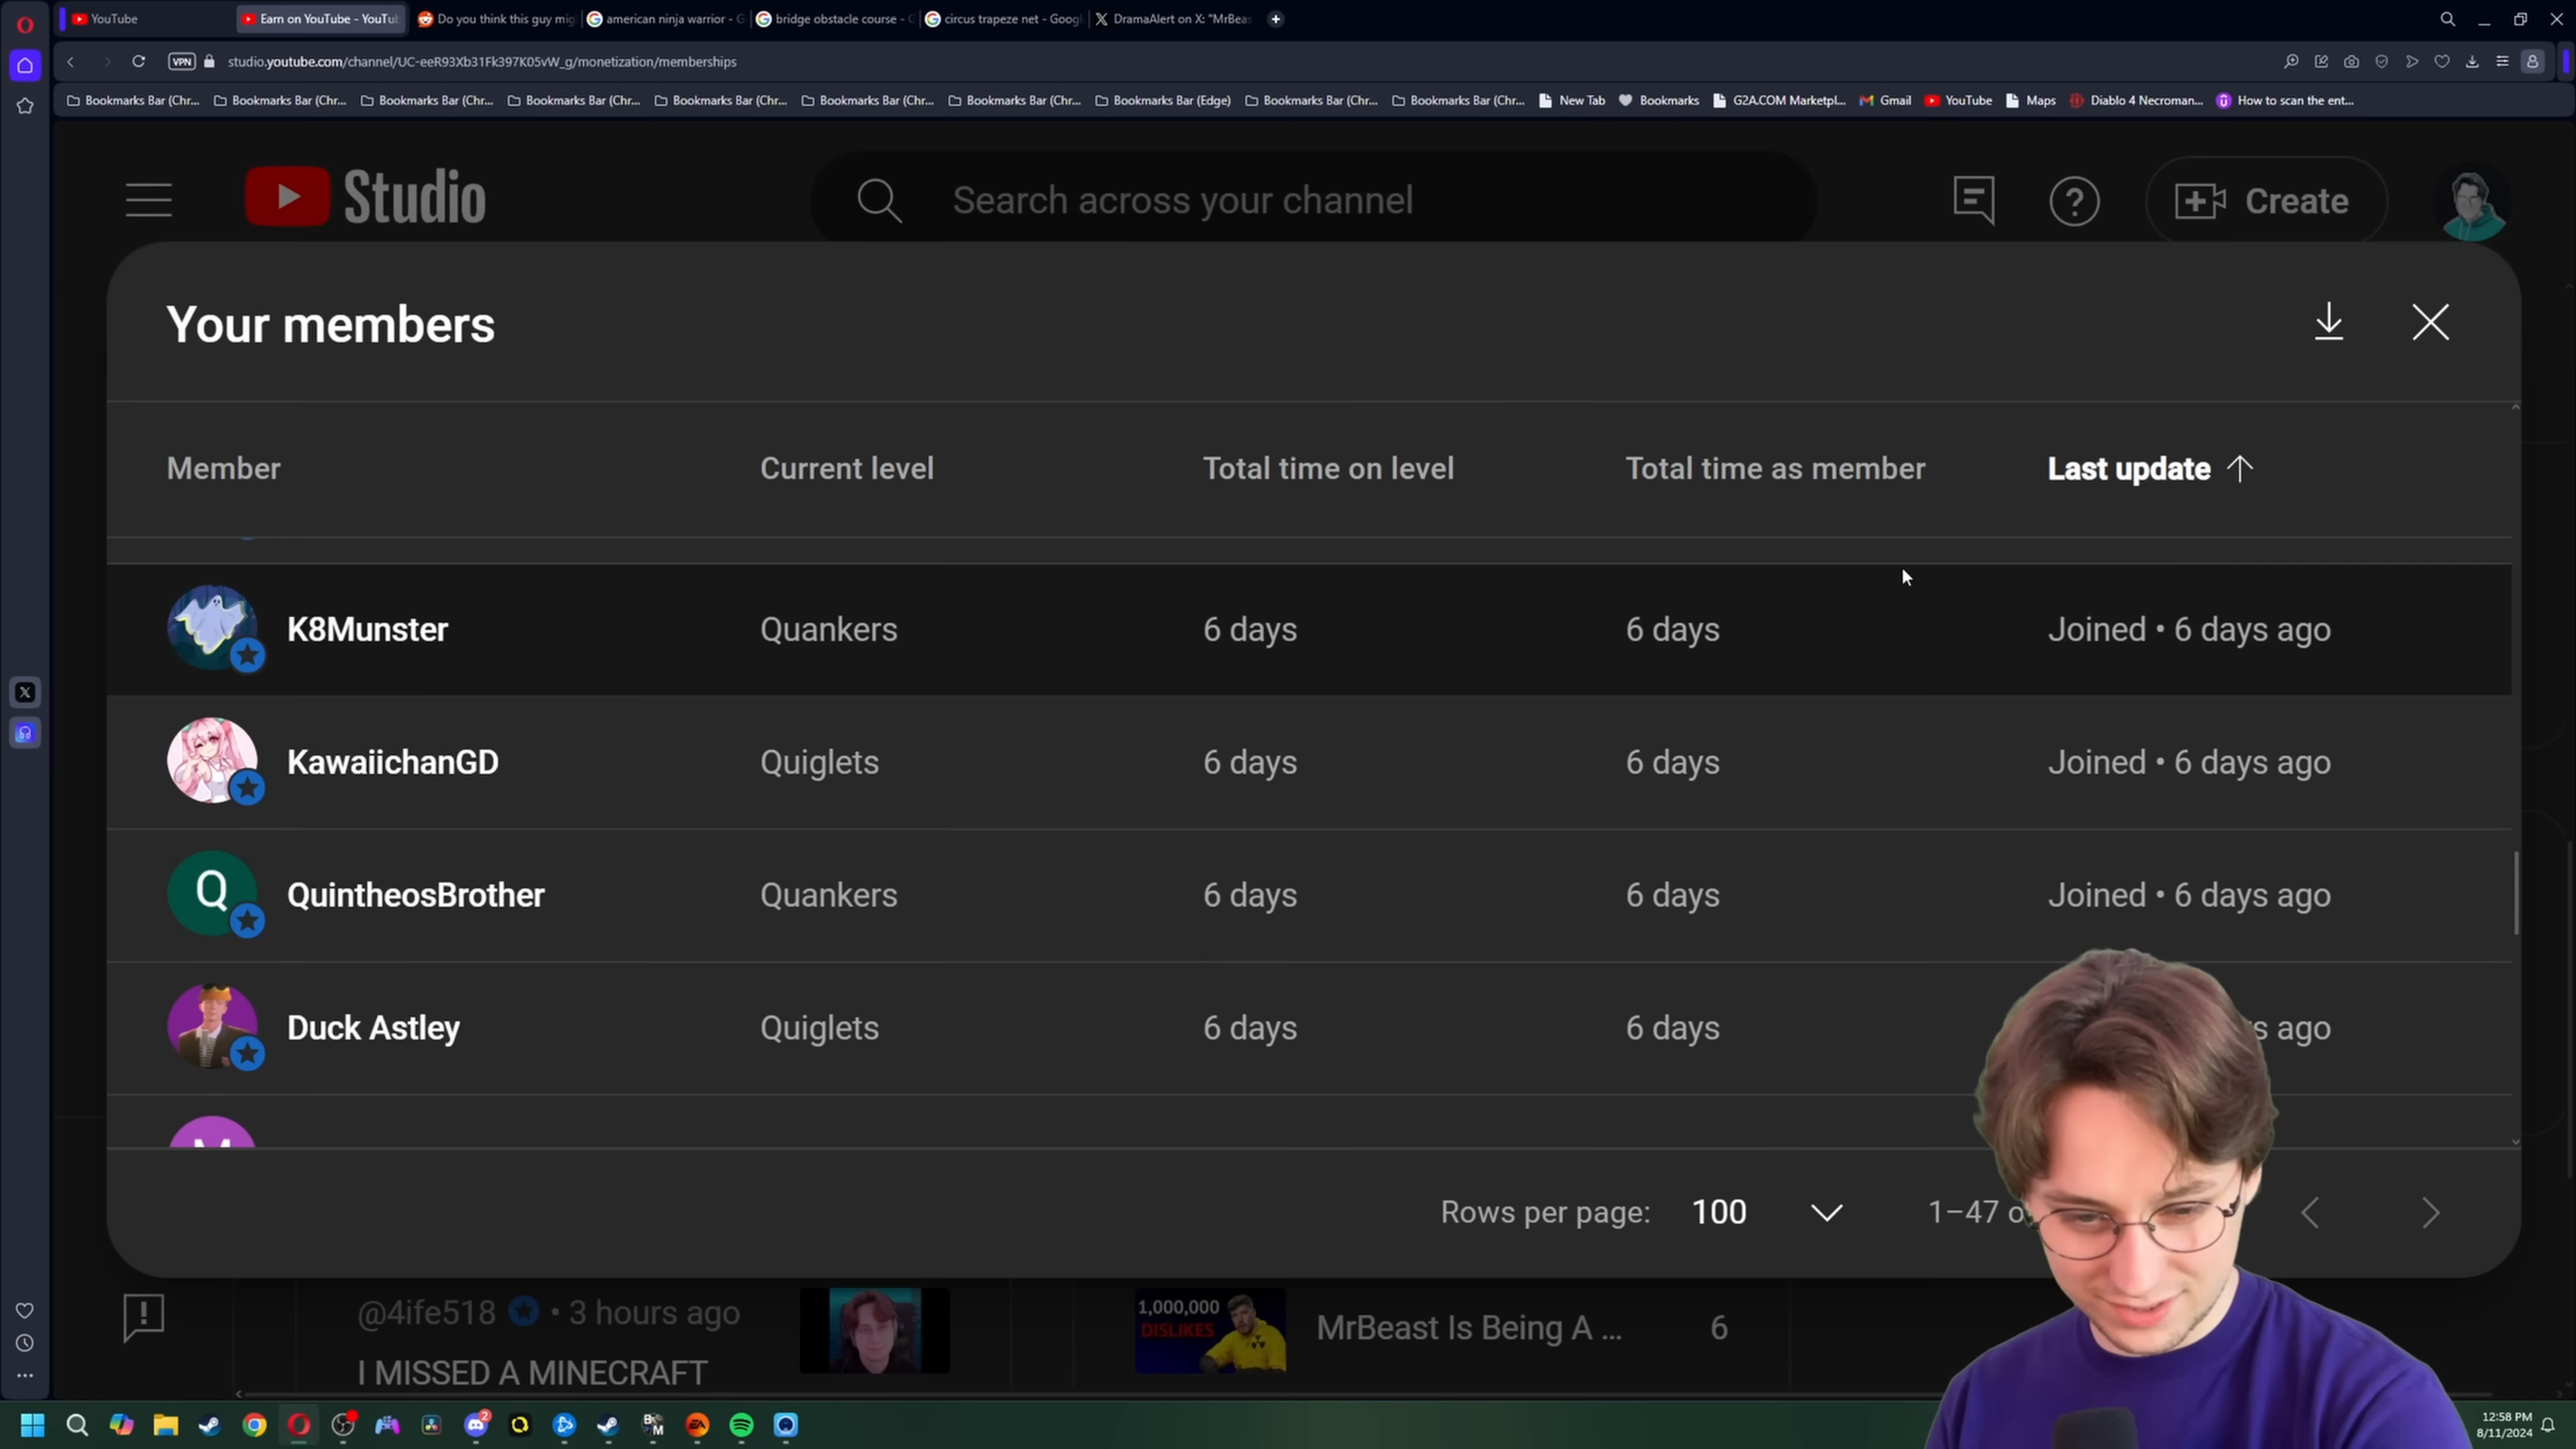 YouTube
Earn on YouTube - YouTu
Do you think this guy mig
american ninja warrior - G
bridge obstacle course - G
circus trapeze net - Googl
DramaAlert on X: "MrBeas
VPN
studio.youtube.com/channel/UC-eeR93Xb31Fk397K05vW_g/monetization/memberships
Bookmarks Bar (Chr...
Bookmarks Bar (Chr...
Bookmarks Bar (Chr...
Bookmarks Bar (Chr...
Bookmarks Bar (Chr...
Bookmarks Bar (Chr...
Bookmarks Bar (Chr...
Bookmarks Bar (Edge)
Bookmarks Bar (Chr...
Bookmarks Bar (Chr...
New Tab
Bookmarks
G2A.COM Marketpl...
Gmail
YouTube
Maps
Diablo 4 Necroman...
How to scan the ent...
Studio
Search across your channel
Create
Your members
Member
Current level
Total time on level
Total time as member
Last update
K8Munster
Quankers
6 days
6 days
Joined • 6 days ago
KawaiichanGD
Quiglets
6 days
6 days
Joined • 6 days ago
Q
QuintheosBrother
Quankers
6 days
6 days
Joined • 6 days ago
Duck Astley
Quiglets
6 days
6 days
s ago
Rows per page: 100
1–47 o
@4ife518 • 3 hours ago
I MISSED A MINECRAFT
1,000,000
DISLIKES
MrBeast Is Being A ...
6
2
EA
12:58 PM
8/11/2024